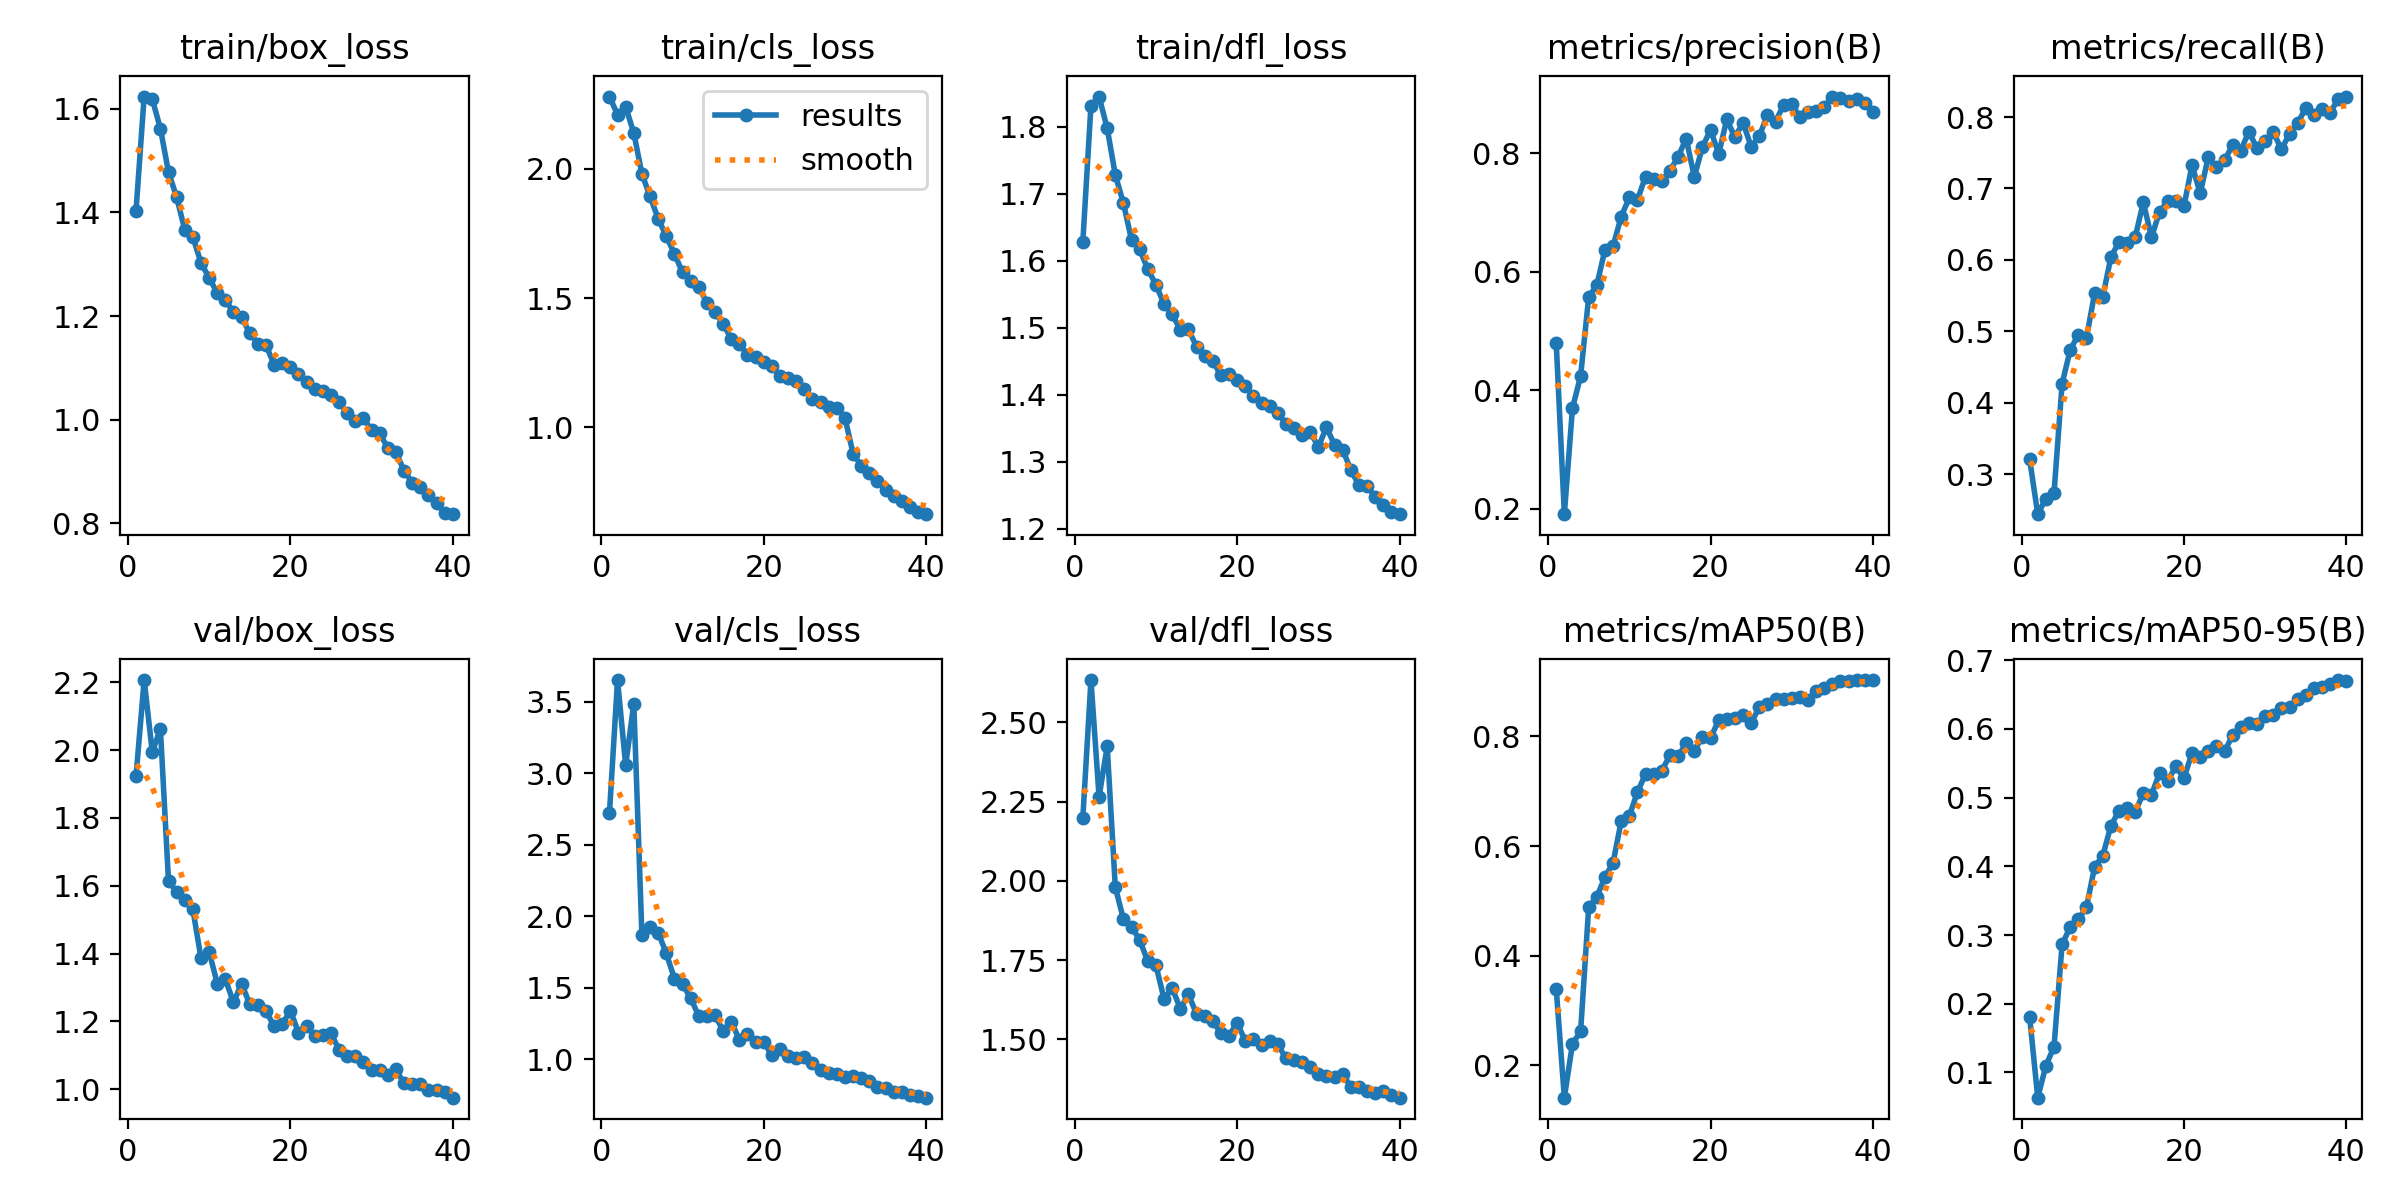 train/box_loss
1.6
1.4
1.2
1.0
0.8
0 20 40
train/cls_loss
results
smooth
2.0
1.5
1.0
0 20 40
train/dfl_loss
1.8
1.7
1.6
1.5
1.4
1.3
1.2
0 20 40
metrics/precision(B)
0.8
0.6
0.4
0.2
0 20 40
metrics/recall(B)
0.8
0.7
0.6
0.5
0.4
0.3
0 20 40
val/box_loss
2.2
2.0
1.8
1.6
1.4
1.2
1.0
0 20 40
val/cls_loss
3.5
3.0
2.5
2.0
1.5
1.0
0 20 40
val/dfl_loss
2.50
2.25
2.00
1.75
1.50
0 20 40
metrics/mAP50(B)
0.8
0.6
0.4
0.2
0 20 40
metrics/mAP50-95(B)
0.7
0.6
0.5
0.4
0.3
0.2
0.1
0 20 40